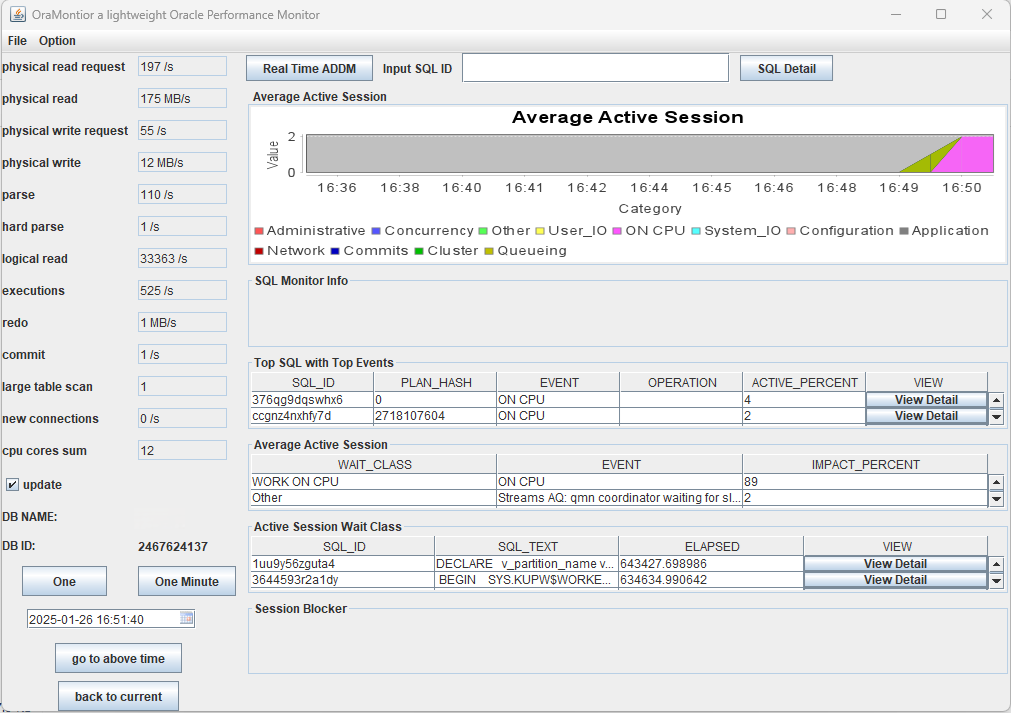 OraMontior a lightweight Oracle Performance Monitor
File Option
physical read request 197 /s
physical read 175 MB/s
physical write request 55 /s
physical write 12 MB/s
parse 110 /s
hard parse 1 /s
logical read 33363 /s
executions 525 /s
redo 1 MB/s
commit 1 /s
large table scan 1
new connections 0 /s
cpu cores sum 12
update
DB NAME:
DB ID: 2467624137
One One Minute
2025-01-26 16:51:40
go to above time
back to current
Real Time ADDM Input SQL ID SQL Detail
Average Active Session
Average Active Session
Value
2
0
16:36 16:38 16:40 16:41 16:42 16:44 16:45 16:46 16:48 16:49 16:50
Category
Administrative Concurrency Other User_IO ON CPU System_IO Configuration Application
Network Commits Cluster Queueing
SQL Monitor Info
Top SQL with Top Events
SQL_ID PLAN_HASH EVENT OPERATION ACTIVE_PERCENT VIEW
376qg9dqswhx6 0 ON CPU 4 View Detail
ccgnz4nxhfy7d 2718107604 ON CPU 2 View Detail
Average Active Session
WAIT_CLASS EVENT IMPACT_PERCENT
WORK ON CPU ON CPU 89
Other Streams AQ: qmn coordinator waiting for sl... 2
Active Session Wait Class
SQL_ID SQL_TEXT ELAPSED VIEW
1uu9y56zguta4 DECLARE v_partition_name v... 643427.698986 View Detail
3644593r2a1dy BEGIN SYS.KUPW$WORKE... 634634.990642 View Detail
Session Blocker